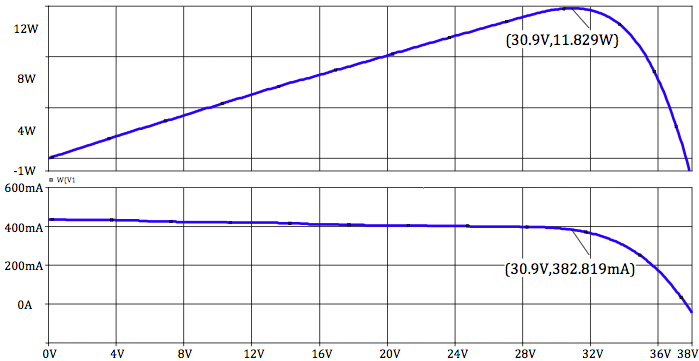 12W
(30.9V,11.829W)
8W
4W
-1W
W(V1
600mA
400mA
200mA
(30.9V,382.819mA)
0A
0V 4V 8V 12V 16V 20V 24V 28V 32V 36V 38V